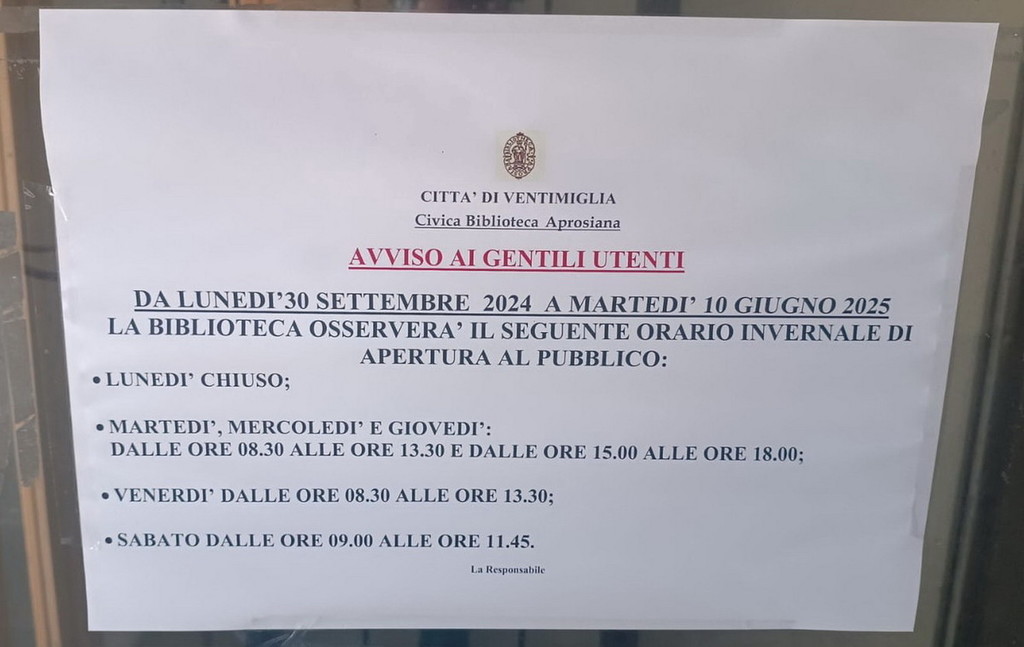 CITTA' DI VENTIMIGLIA
Civica Biblioteca Aprosiana
AVVISO AI GENTILI UTENTI
DA LUNEDI'30 SETTEMBRE 2024 A MARTEDI' 10 GIUGNO 2025
LA BIBLIOTECA OSSERVERA' IL SEGUENTE ORARIO INVERNALE DI
APERTURA AL PUBBLICO:
• LUNEDI' CHIUSO;
• MARTEDI', MERCOLEDI' E GIOVEDI':
DALLE ORE 08.30 ALLE ORE 13.30 E DALLE ORE 15.00 ALLE ORE 18.00;
• VENERDI' DALLE ORE 08.30 ALLE ORE 13.30;
• SABATO DALLE ORE 09.00 ALLE ORE 11.45.
La Responsabile